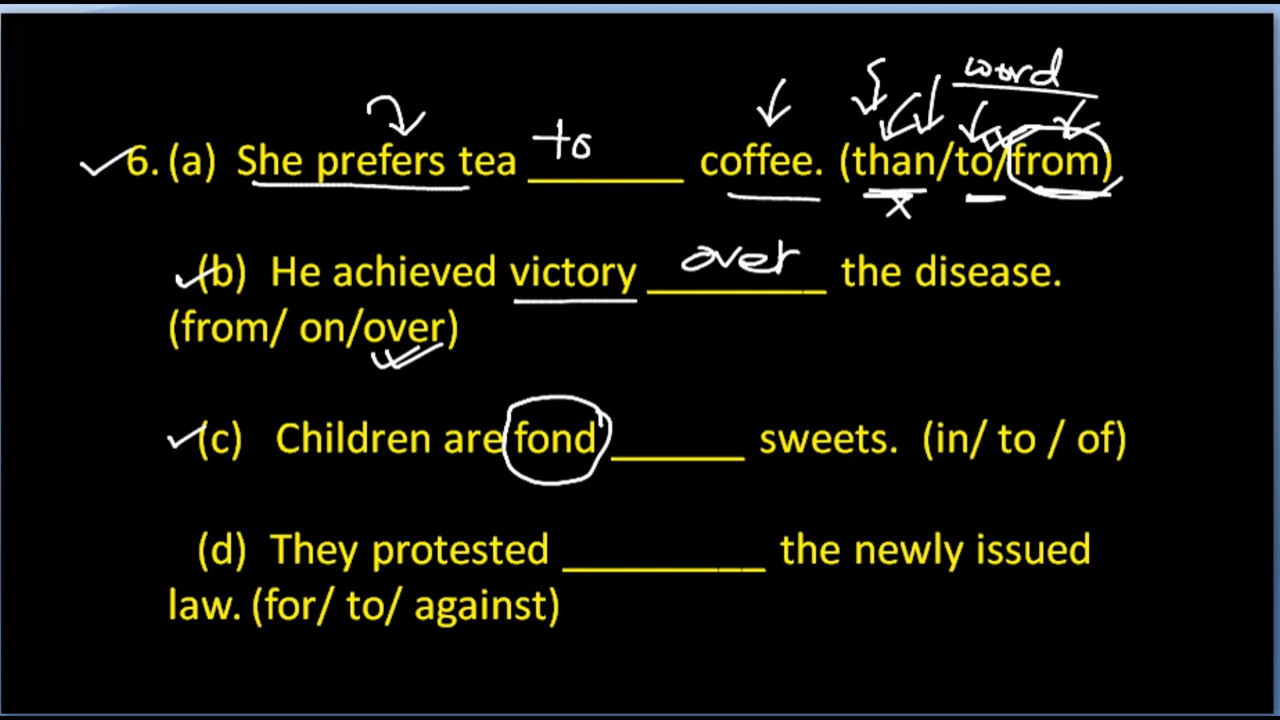 word
6. (a) She prefers tea to _______ coffee. (than/to/from)
x
(b) He achieved victory over ________ the disease.
(from/ on/over)
(c) Children are fond ______ sweets. (in/ to / of)
(d) They protested _________ the newly issued
law. (for/ to/ against)